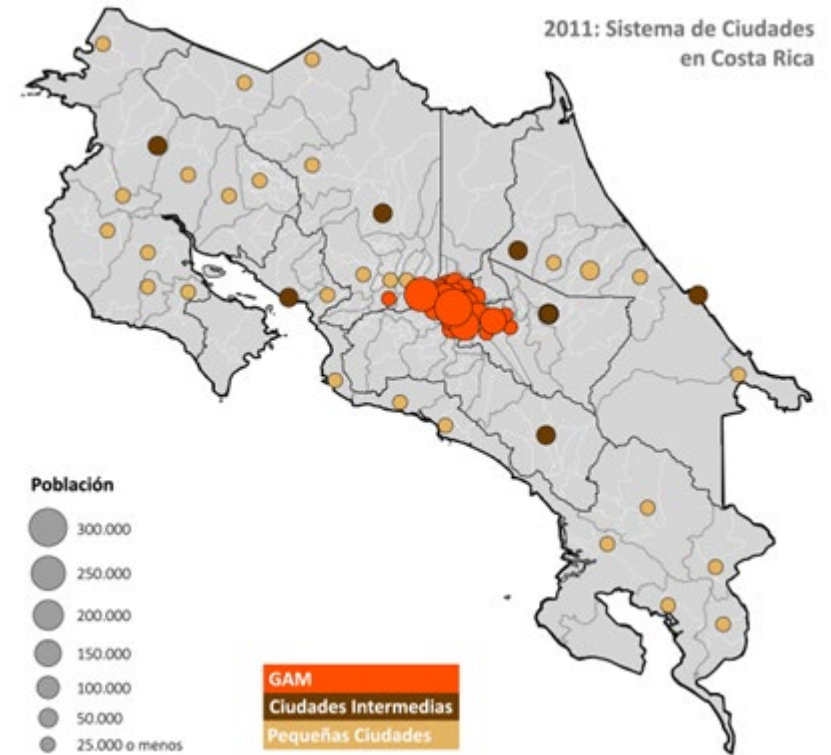 2011: Sistema de Ciudades
en Costa Rica
Población
300.000
250.000
200.000
150.000
100.000
50.000
25.000 o menos
GAM
Ciudades Intermedias
Pequeñas Ciudades